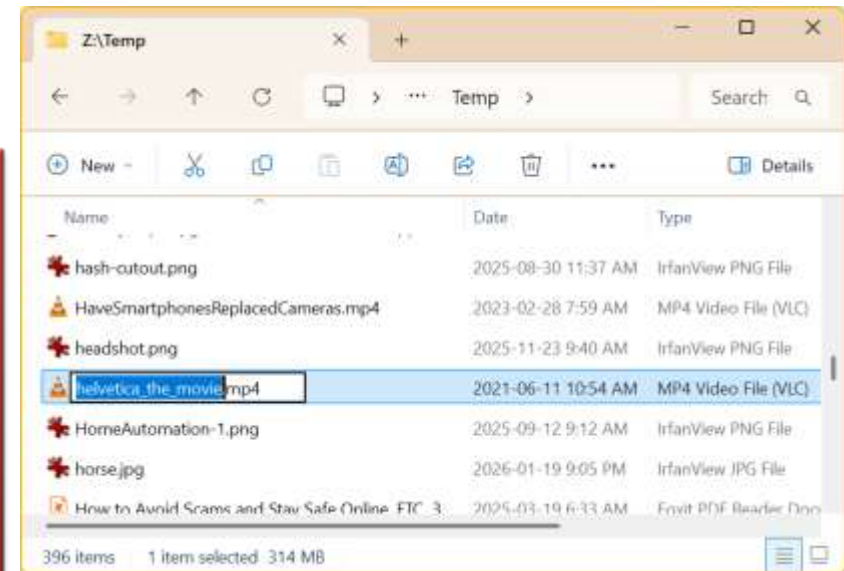 Z:\Temp
Temp
Search
New
Details
Name Date Type
hash-cutout.png 2025-08-30 11:37 AM IrfanView PNG File
HaveSmartphonesReplacedCameras.mp4 2023-02-28 7:59 AM MP4 Video File (VLC)
headshot.png 2025-11-23 9:40 AM IrfanView PNG File
helvetica_the_movie.mp4 2021-06-11 10:54 AM MP4 Video File (VLC)
HomeAutomation-1.png 2025-09-12 9:12 AM IrfanView PNG File
horse.jpg 2026-01-19 9:05 PM IrfanView JPG File
How to Avoid Scams and Stay Safe Online_FTC_3 2025-03-19 6:33 AM Foxit PDF Reader Doo
396 items 1 item selected 314 MB